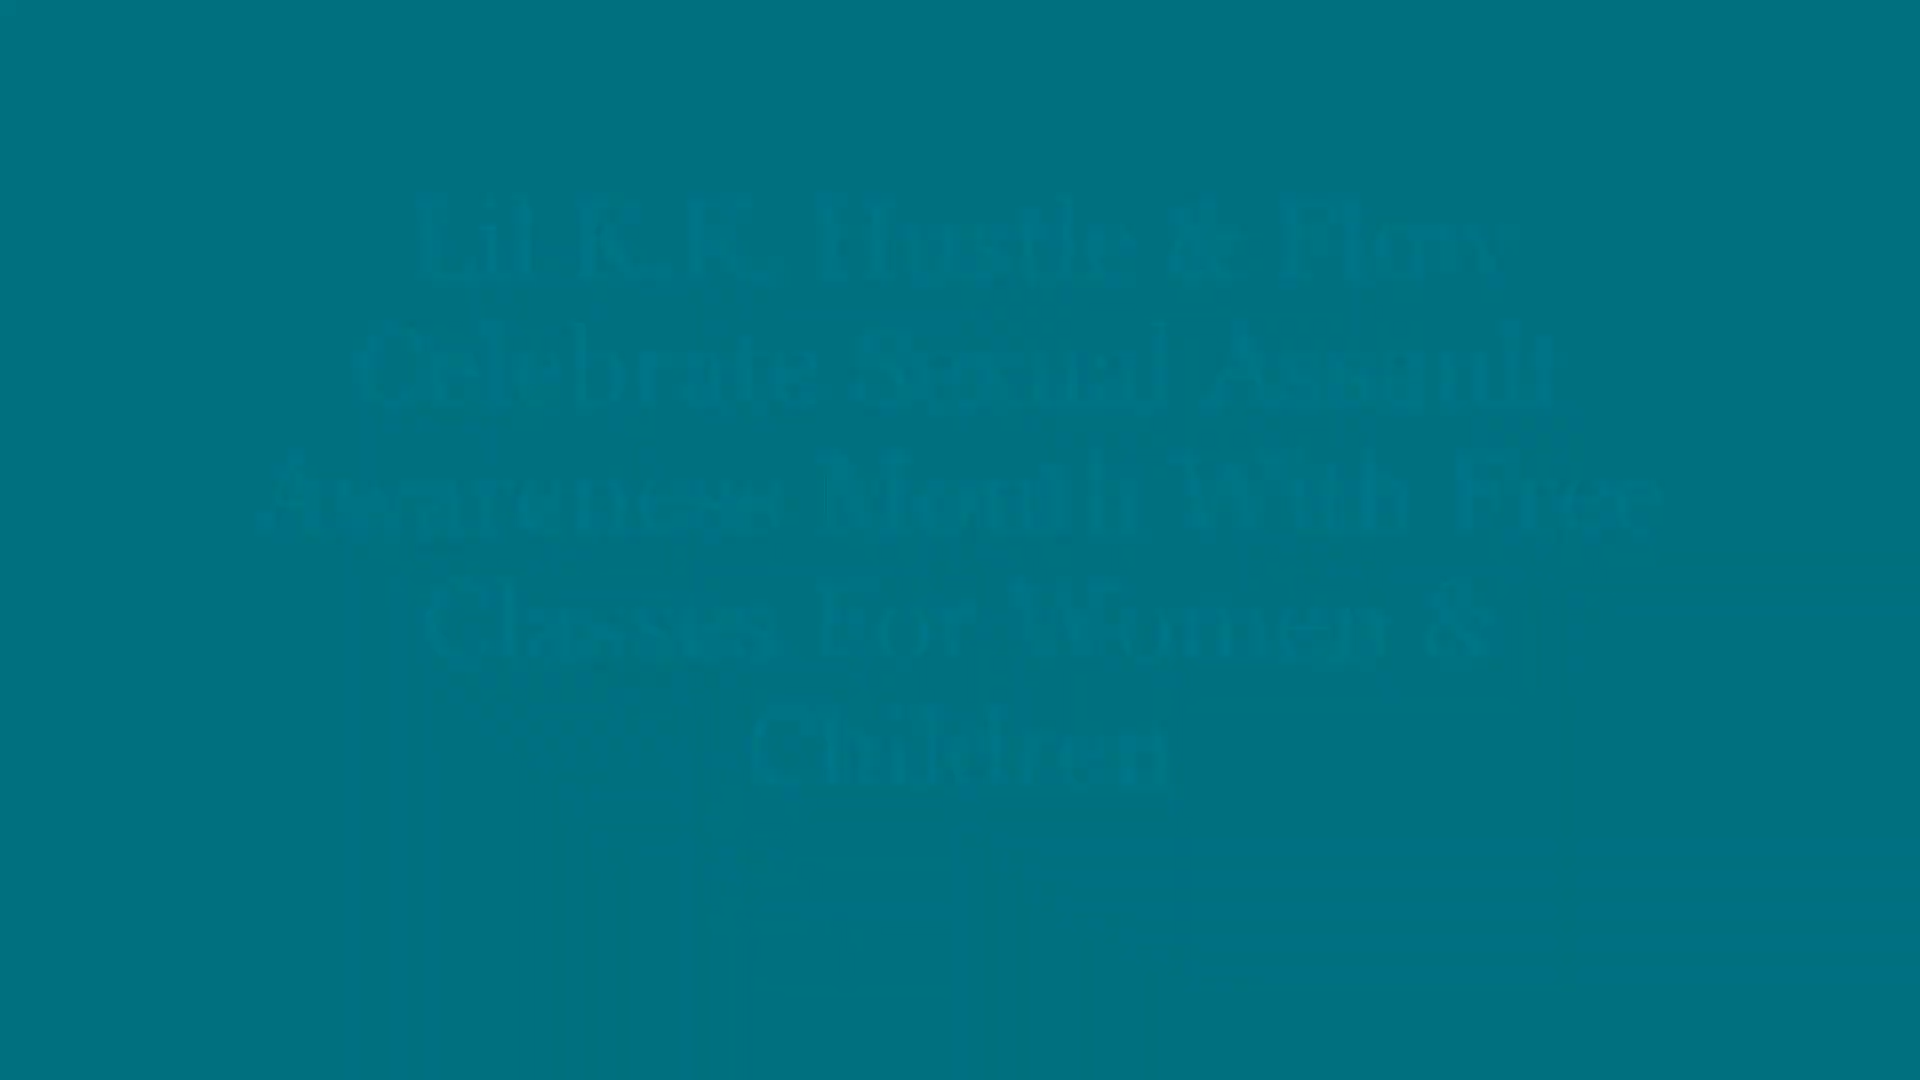 Lil K.K. Hustle & Flow
Celebrate Sexual Assault
Awareness Month With Free
Classes For Women &
Children